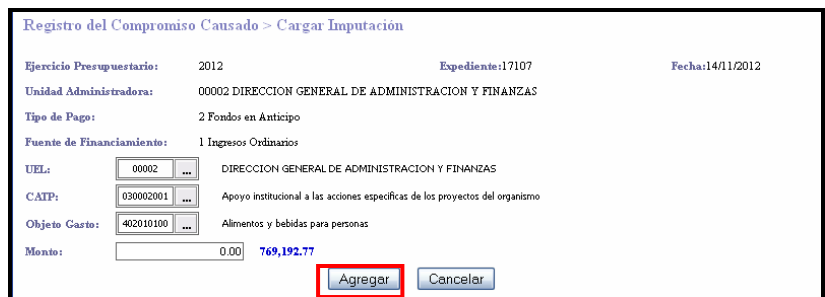 Registro del Compromiso Causado > Cargar Imputación
Ejercicio Presupuestario: 2012 Expediente:17107 Fecha:14/11/2012
Unidad Administradora: 00002 DIRECCION GENERAL DE ADMINISTRACION Y FINANZAS
Tipo de Pago: 2 Fondos en Anticipo
Fuente de Financiamiento: 1 Ingresos Ordinarios
UEL: 00002 ... DIRECCION GENERAL DE ADMINISTRACION Y FINANZAS
CATP: 030002001 ... Apoyo institucional a las acciones especificas de los proyectos del organismo
Objeto Gasto: 402010100 ... Alimentos y bebidas para personas
Monto: 0.00 769,192.77
Agregar Cancelar